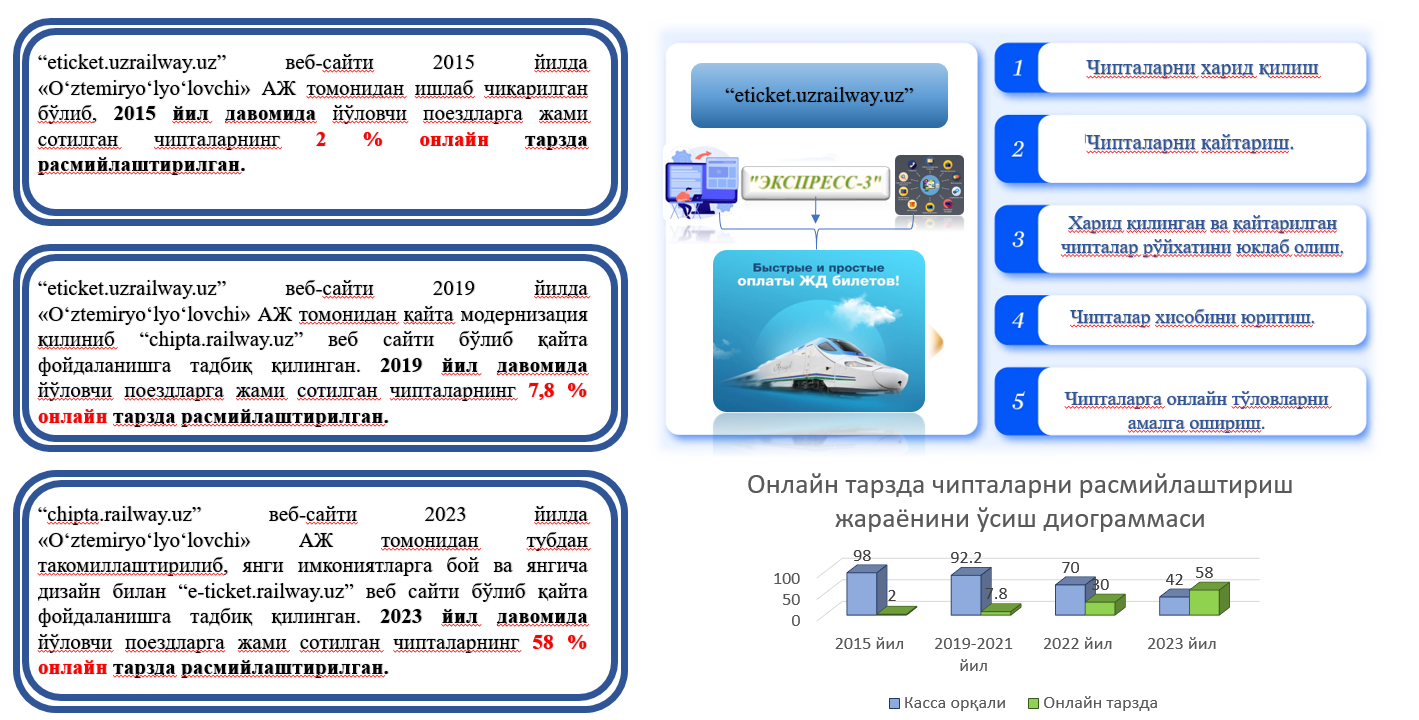 “eticket.uzrailway.uz” веб-сайти 2015 йилда
«O‘ztemiryo‘lyo‘lovchi» АЖ томонидан ишлаб чиқарилган
бўлиб, 2015 йил давомида йўловчи поездларга жами
сотилган чипталарнинг 2 % онлайн тарзда
расмийлаштирилган.
“eticket.uzrailway.uz” веб-сайти 2019 йилда
«O‘ztemiryo‘lyo‘lovchi» АЖ томонидан қайта модернизация
қилиниб “chipta.railway.uz” веб сайти бўлиб қайта
фойдаланишга тадбиқ қилинган. 2019 йил давомида
йўловчи поездларга жами сотилган чипталарнинг 7,8 %
онлайн тарзда расмийлаштирилган.
“chipta.railway.uz” веб-сайти 2023 йилда
«O‘ztemiryo‘lyo‘lovchi» АЖ томонидан тубдан
такомиллаштирилиб, янги имкониятларга бой ва янгича
дизайн билан “e-ticket.railway.uz” веб сайти бўлиб қайта
фойдаланишга тадбиқ қилинган. 2023 йил давомида
йўловчи поездларга жами сотилган чипталарнинг 58 %
онлайн тарзда расмийлаштирилган.
“eticket.uzrailway.uz”
"ЭКСПРЕСС-3"
Быстрые и простые
оплаты ЖД билетов!
1 Чипталарни харид қилиш
2 Чипталарни қайтариш.
3 Харид қилинган ва қайтарилган
чипталар рўйхатини юклаб олиш.
4 Чипталар хисобини юритиш.
5 Чипталарга онлайн тўловларни
амалга ошириш.
Онлайн тарзда чипталарни расмийлаштириш
жараёнини ўсиш диограммаси
98 2 92.2 7.8 70 30 42 58
100
50
0
2015 йил 2019-2021 йил 2022 йил 2023 йил
Касса орқали Онлайн тарзда